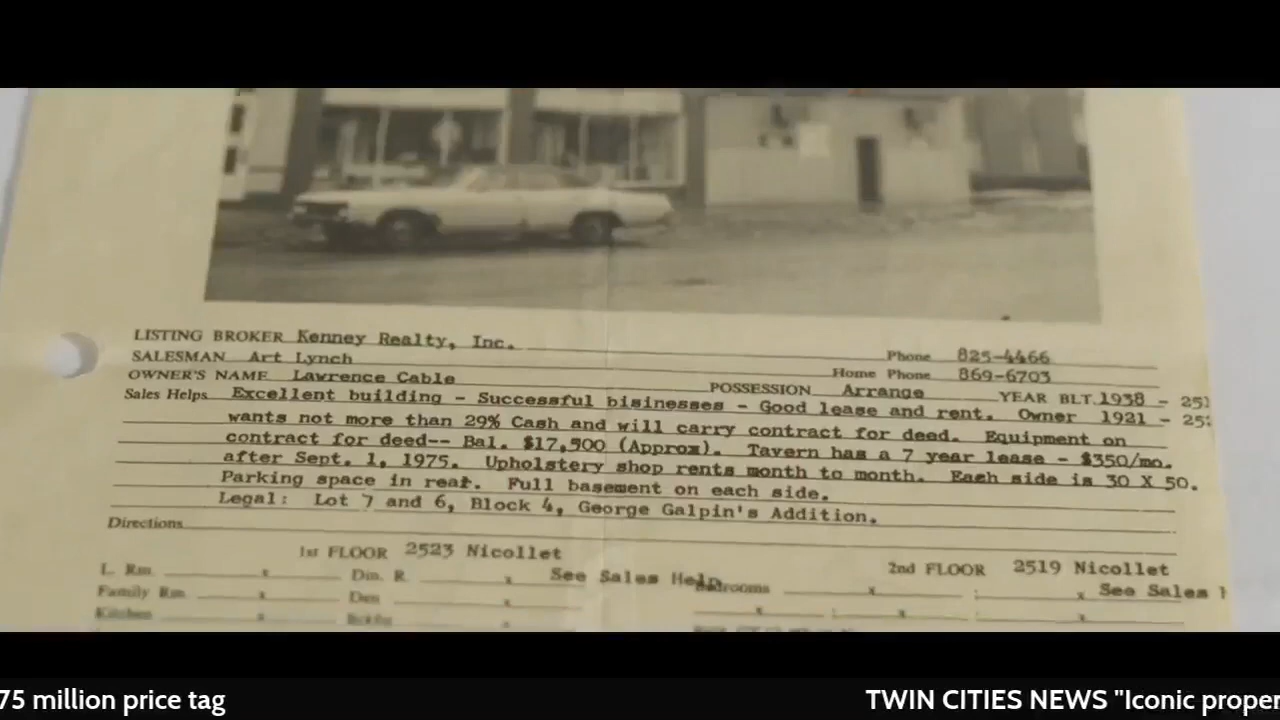 LISTING BROKER Kenney Realty, Inc. Phone 825-4466
SALESMAN Art Lynch Home Phone 869-6703
OWNER'S NAME Lawrence Cable POSSESSION Arrange YEAR BLT. 1938 - 251
Sales Helps Excellent building - Successful bisinesses - Good lease and rent. Owner 1921 - 25
wants not more than 29% Cash and will carry contract for deed. Equipment on
contract for deed-- Bal. $17,500 (Approx). Tavern has a 7 year lease - $350/mo.
after Sept. 1, 1975. Upholstery shop rents month to month. Each side is 30 X 50.
Parking space in rear. Full basement on each side.
Legal: Lot 7 and 6, Block 4, George Galpin's Addition.
Directions
1st FLOOR 2523 Nicollet 2nd FLOOR 2519 Nicollet
L. Rm. x Din. R. x See Sales Help Bedrooms x x See Sales
Family Rm. x Den x x x x
Kitchen x x
75 million price tag TWIN CITIES NEWS "Iconic proper